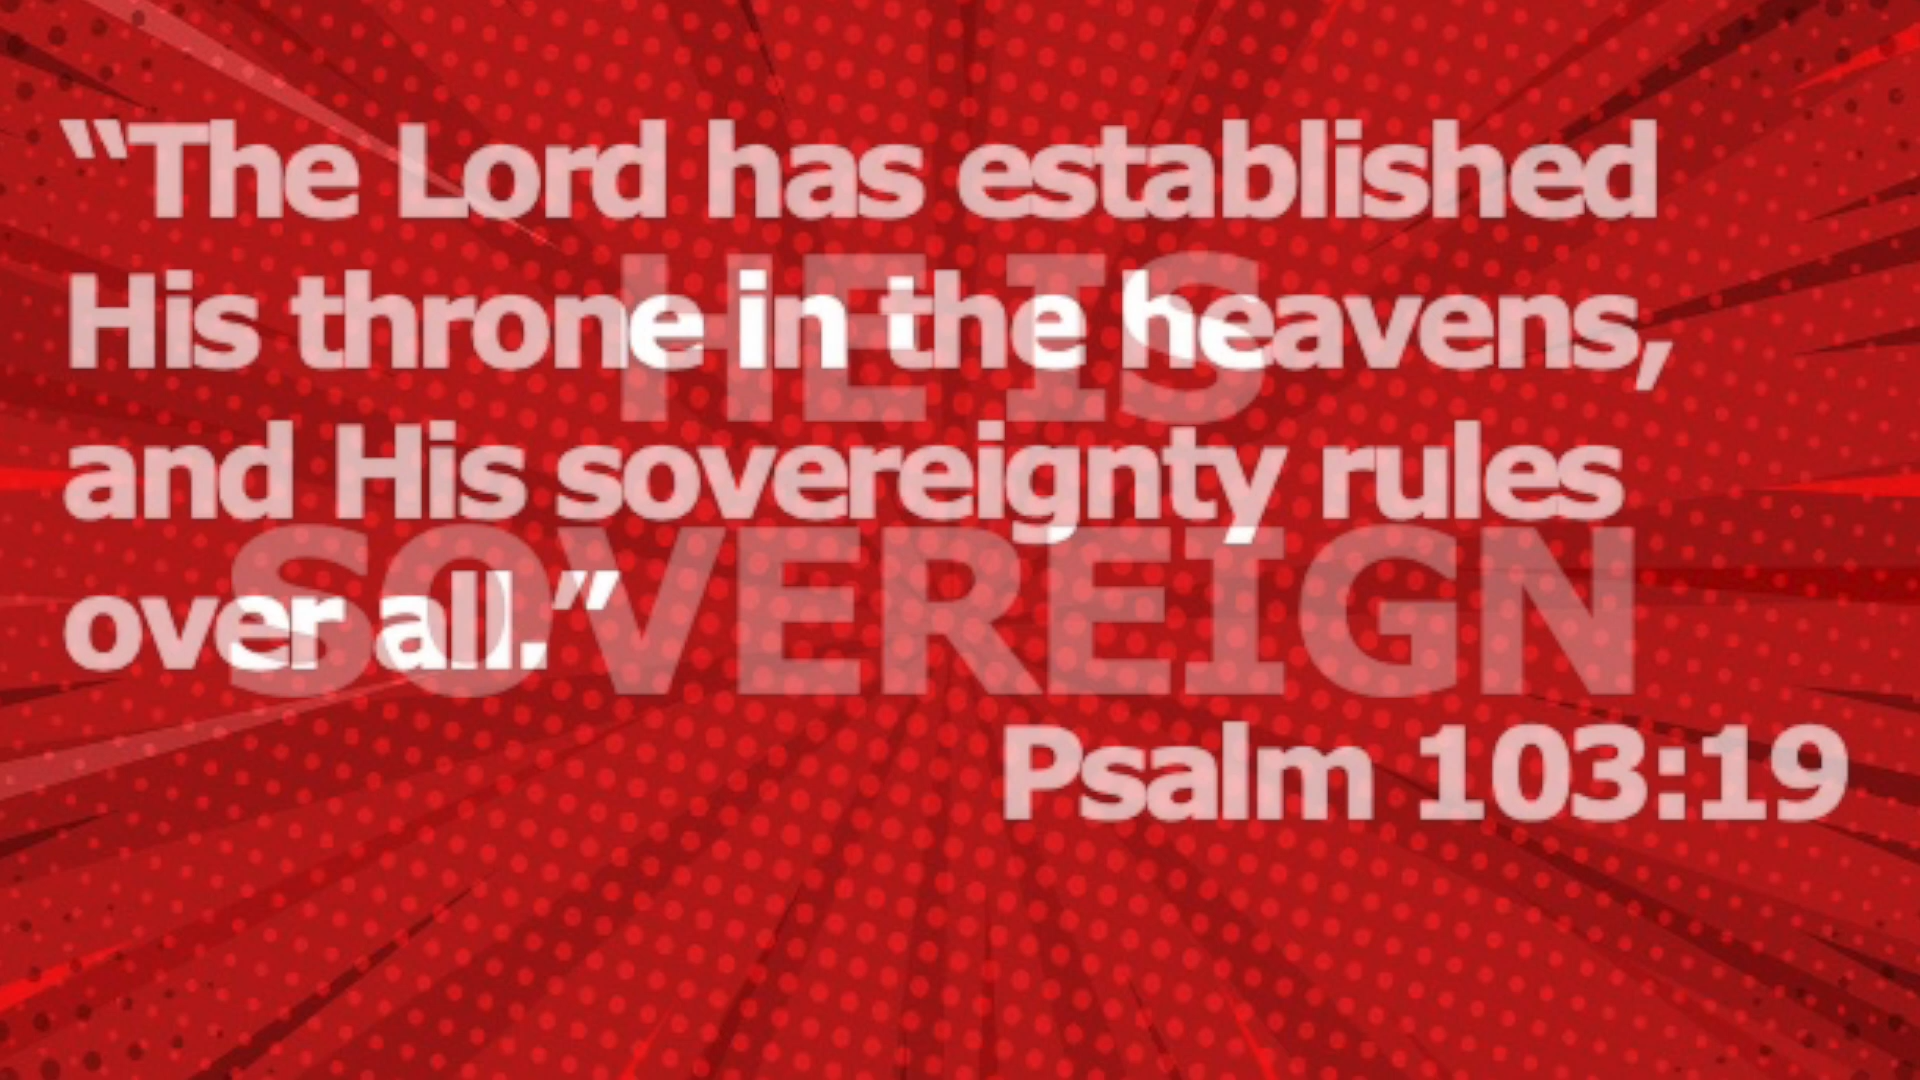 “The Lord has established
HE IS
His throne in the heavens,
and His sovereignty rules
SOVEREIGN
over all.”
Psalm 103:19